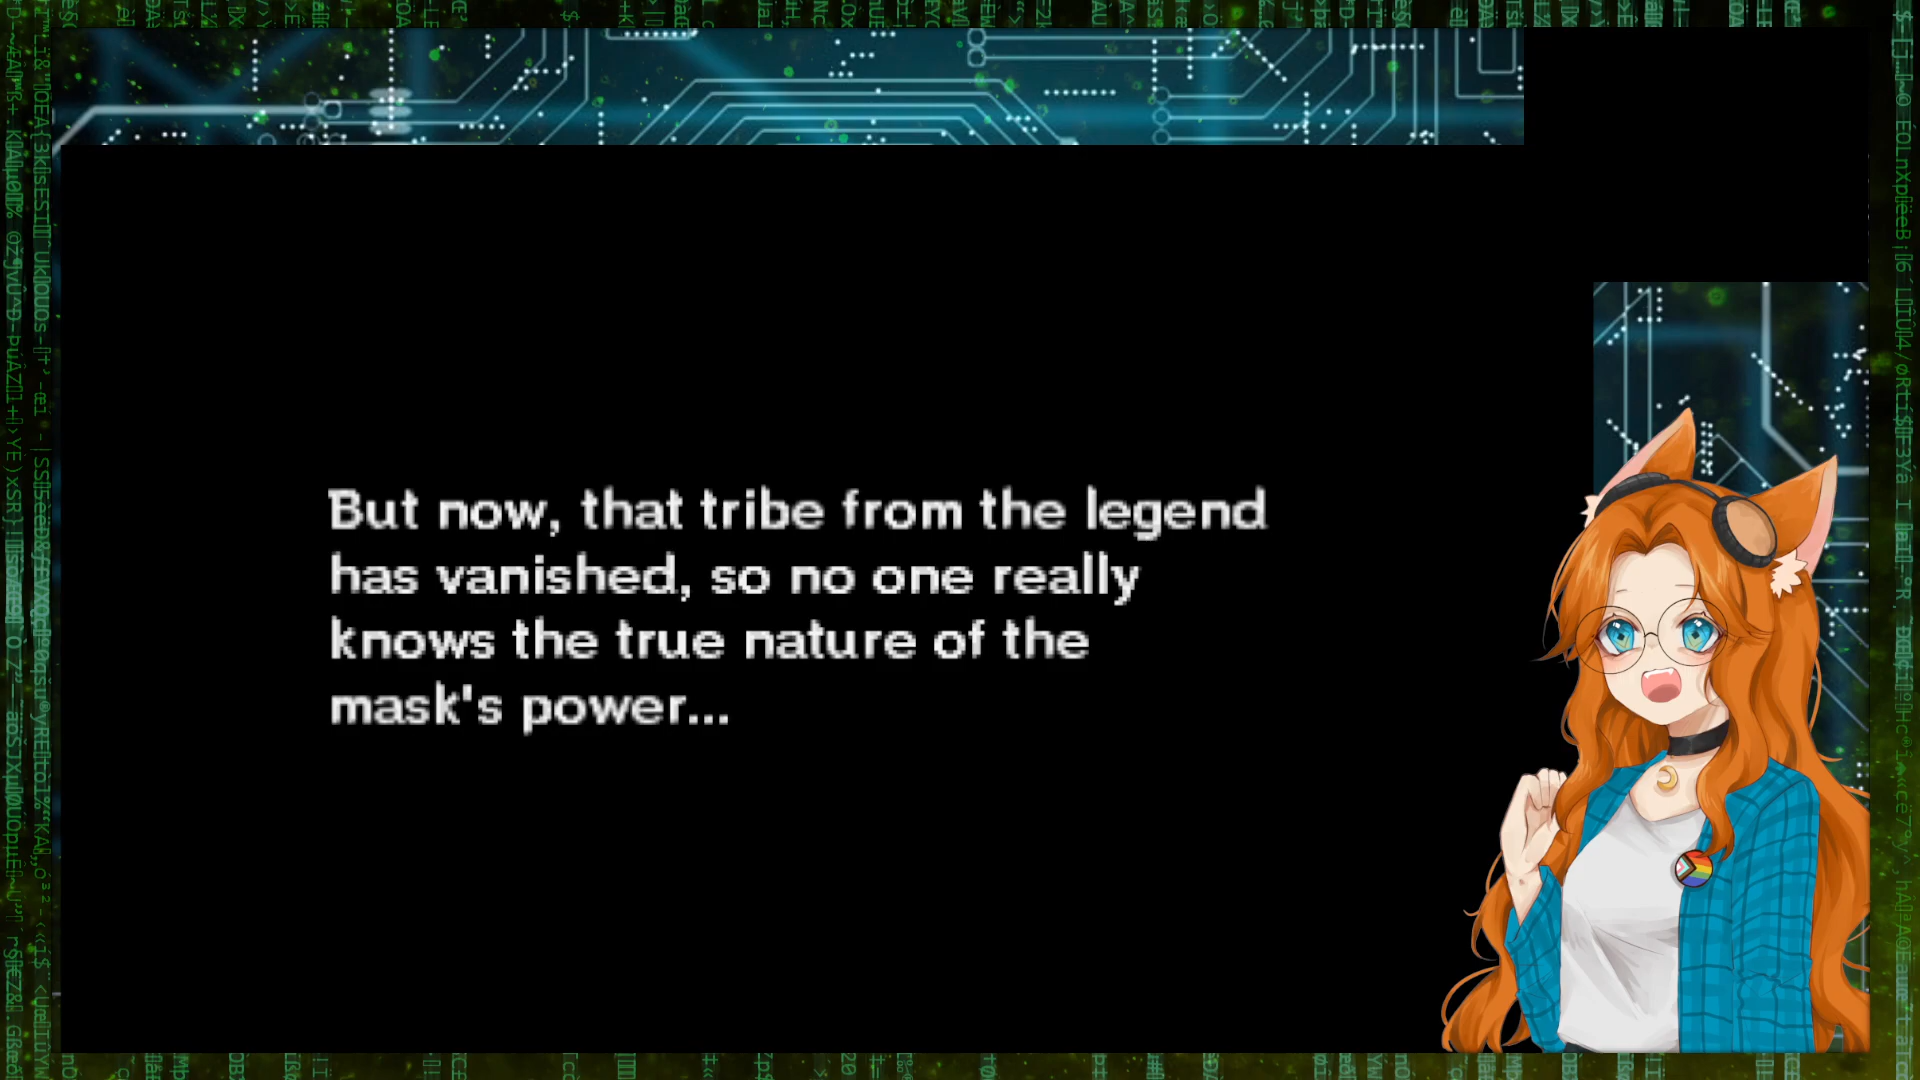 But now, that tribe from the legend
has vanished, so no one really
knows the true nature of the
mask's power...